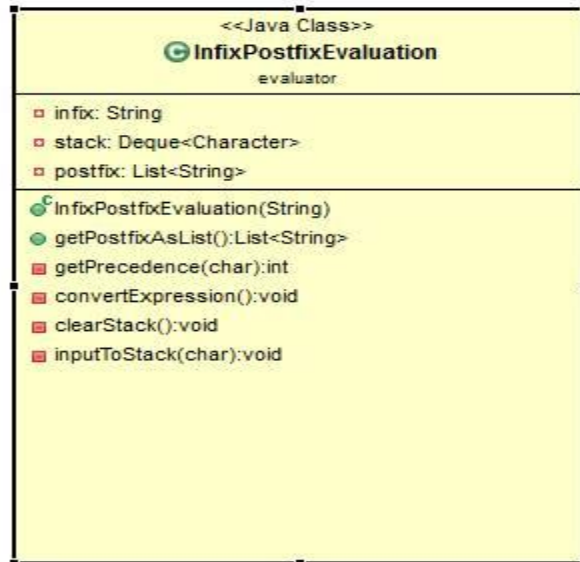 <<Java Class>>
InfixPostfixEvaluation
evaluator
infix: String
stack: Deque<Character>
postfix: List<String>
InfixPostfixEvaluation(String)
getPostfixAsList():List<String>
getPrecedence(char):int
convertExpression():void
clearStack():void
inputToStack(char):void